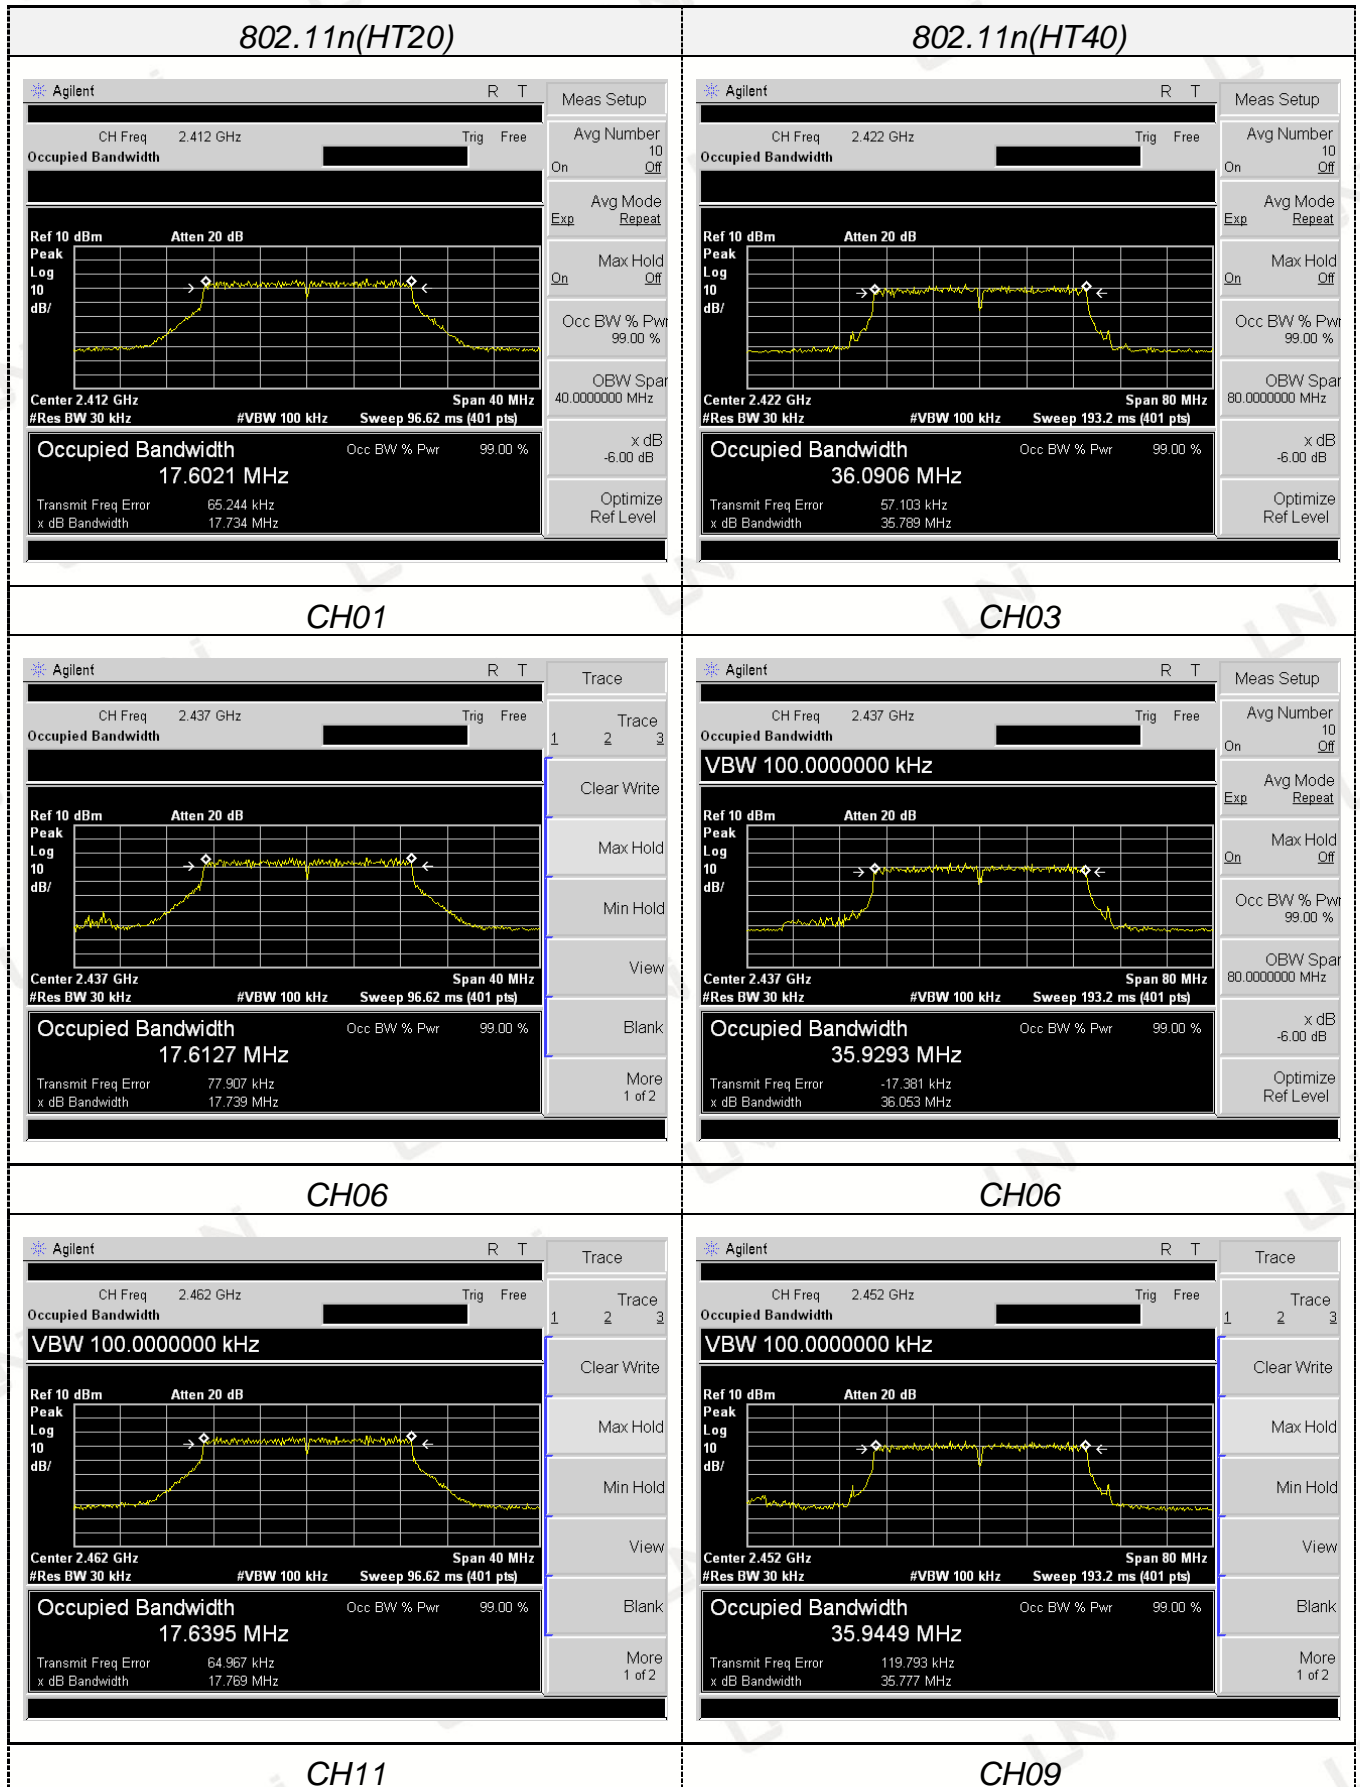 802.11n(HT20)
802.11n(HT40)
Agilent R T
Meas Setup
CH Freq 2.412 GHz Trig Free
Occupied Bandwidth
Avg Number
10
On Off
Avg Mode
Exp Repeat
Max Hold
On Off
Occ BW % Pwr
99.00 %
OBW Span
40.0000000 MHz
x dB
-6.00 dB
Optimize
Ref Level
Ref 10 dBm Atten 20 dB
Peak
Log
10
dB/
Center 2.412 GHz Span 40 MHz
#Res BW 30 kHz #VBW 100 kHz Sweep 96.62 ms (401 pts)
Occupied Bandwidth Occ BW % Pwr 99.00 %
17.6021 MHz
Transmit Freq Error 65.244 kHz
x dB Bandwidth 17.734 MHz
Agilent R T
Meas Setup
CH Freq 2.422 GHz Trig Free
Occupied Bandwidth
Avg Number
10
On Off
Avg Mode
Exp Repeat
Max Hold
On Off
Occ BW % Pwr
99.00 %
OBW Span
80.0000000 MHz
x dB
-6.00 dB
Optimize
Ref Level
Ref 10 dBm Atten 20 dB
Peak
Log
10
dB/
Center 2.422 GHz Span 80 MHz
#Res BW 30 kHz #VBW 100 kHz Sweep 193.2 ms (401 pts)
Occupied Bandwidth Occ BW % Pwr 99.00 %
36.0906 MHz
Transmit Freq Error 57.103 kHz
x dB Bandwidth 35.789 MHz
CH01
CH03
Agilent R T
Trace
CH Freq 2.437 GHz Trig Free
Occupied Bandwidth
Trace
1 2 3
Clear Write
Max Hold
Min Hold
View
Blank
More
1 of 2
Ref 10 dBm Atten 20 dB
Peak
Log
10
dB/
Center 2.437 GHz Span 40 MHz
#Res BW 30 kHz #VBW 100 kHz Sweep 96.62 ms (401 pts)
Occupied Bandwidth Occ BW % Pwr 99.00 %
17.6127 MHz
Transmit Freq Error 77.907 kHz
x dB Bandwidth 17.739 MHz
Agilent R T
Meas Setup
CH Freq 2.437 GHz Trig Free
Occupied Bandwidth
VBW 100.0000000 kHz
Avg Number
10
On Off
Avg Mode
Exp Repeat
Max Hold
On Off
Occ BW % Pwr
99.00 %
OBW Span
80.0000000 MHz
x dB
-6.00 dB
Optimize
Ref Level
Ref 10 dBm Atten 20 dB
Peak
Log
10
dB/
Center 2.437 GHz Span 80 MHz
#Res BW 30 kHz #VBW 100 kHz Sweep 193.2 ms (401 pts)
Occupied Bandwidth Occ BW % Pwr 99.00 %
35.9293 MHz
Transmit Freq Error -17.381 kHz
x dB Bandwidth 36.053 MHz
CH06
CH06
Agilent R T
Trace
CH Freq 2.462 GHz Trig Free
Occupied Bandwidth
VBW 100.0000000 kHz
Trace
1 2 3
Clear Write
Max Hold
Min Hold
View
Blank
More
1 of 2
Ref 10 dBm Atten 20 dB
Peak
Log
10
dB/
Center 2.462 GHz Span 40 MHz
#Res BW 30 kHz #VBW 100 kHz Sweep 96.62 ms (401 pts)
Occupied Bandwidth Occ BW % Pwr 99.00 %
17.6395 MHz
Transmit Freq Error 64.967 kHz
x dB Bandwidth 17.769 MHz
Agilent R T
Trace
CH Freq 2.452 GHz Trig Free
Occupied Bandwidth
VBW 100.0000000 kHz
Trace
1 2 3
Clear Write
Max Hold
Min Hold
View
Blank
More
1 of 2
Ref 10 dBm Atten 20 dB
Peak
Log
10
dB/
Center 2.452 GHz Span 80 MHz
#Res BW 30 kHz #VBW 100 kHz Sweep 193.2 ms (401 pts)
Occupied Bandwidth Occ BW % Pwr 99.00 %
35.9449 MHz
Transmit Freq Error 119.793 kHz
x dB Bandwidth 35.777 MHz
CH11
CH09